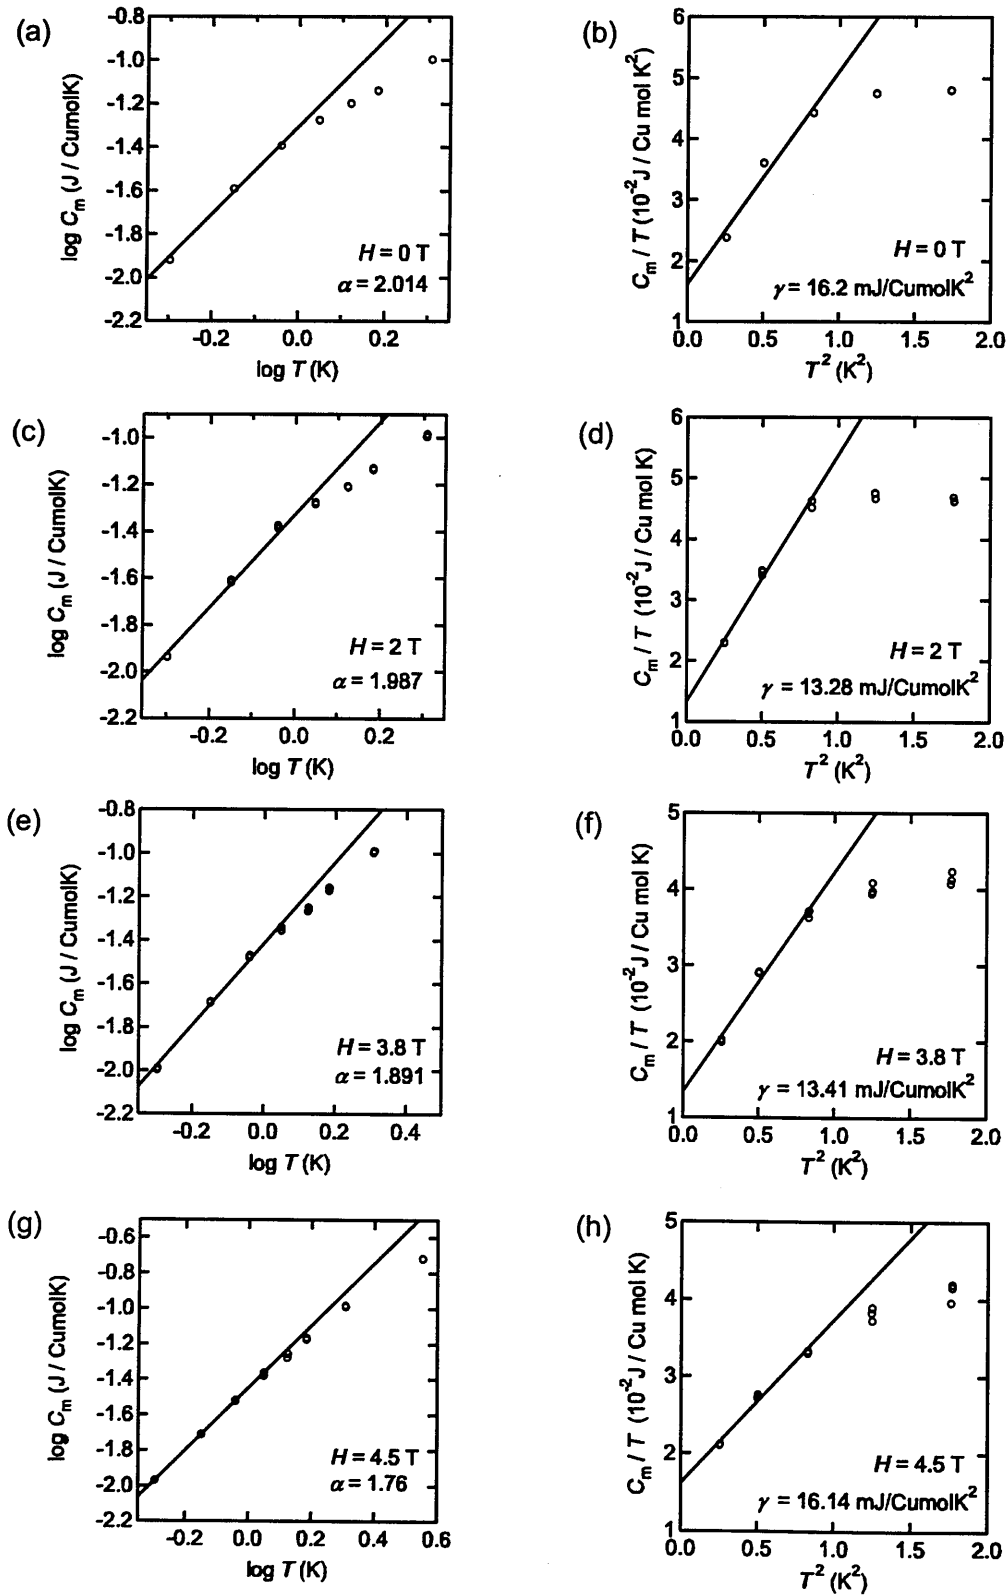 (a)
-0.8
-1.0
-1.2
-1.4
-1.6
-1.8
-2.0
-2.2
log Cm (J / CumolK)
H = 0 T
α = 2.014
-0.2 0.0 0.2
log T (K)
(b)
6
5
4
3
2
1
Cm / T (10⁻² J / Cu mol K²)
H = 0 T
γ = 16.2 mJ/CumolK²
0.0 0.5 1.0 1.5 2.0
T² (K²)
(c)
-1.0
-1.2
-1.4
-1.6
-1.8
-2.0
-2.2
log Cm (J / CumolK)
H = 2 T
α = 1.987
-0.2 0.0 0.2
log T (K)
(d)
6
5
4
3
2
1
Cm / T (10⁻² J / Cu mol K)
H = 2 T
γ = 13.28 mJ/CumolK²
0.0 0.5 1.0 1.5 2.0
T² (K²)
(e)
-0.8
-1.0
-1.2
-1.4
-1.6
-1.8
-2.0
-2.2
log Cm (J / CumolK)
H = 3.8 T
α = 1.891
-0.2 0.0 0.2 0.4
log T (K)
(f)
5
4
3
2
1
Cm / T (10⁻² J / Cu mol K)
H = 3.8 T
γ = 13.41 mJ/CumolK²
0.0 0.5 1.0 1.5 2.0
T² (K²)
(g)
-0.6
-0.8
-1.0
-1.2
-1.4
-1.6
-1.8
-2.0
-2.2
log Cm (J / CumolK)
H = 4.5 T
α = 1.76
-0.2 0.0 0.2 0.4 0.6
log T (K)
(h)
5
4
3
2
1
Cm / T (10⁻² J / Cu mol K)
H = 4.5 T
γ = 16.14 mJ/CumolK²
0.0 0.5 1.0 1.5 2.0
T² (K²)